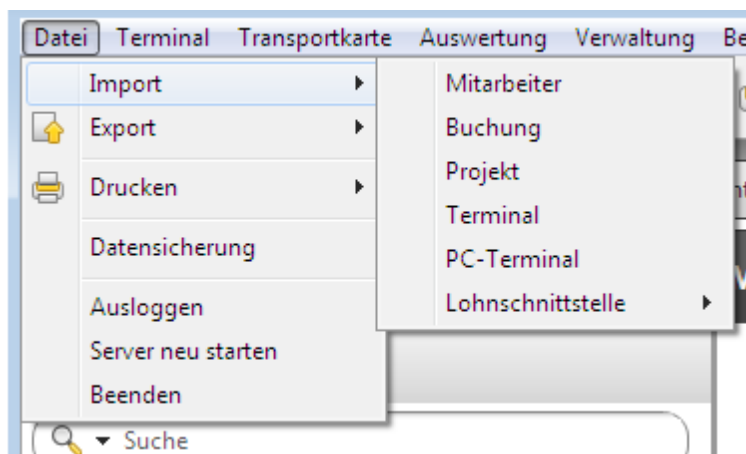 Datei Terminal Transportkarte Auswertung Verwaltung
Import
Export
Drucken
Datensicherung
Ausloggen
Server neu starten
Beenden
Mitarbeiter
Buchung
Projekt
Terminal
PC-Terminal
Lohnschnittstelle
Suche